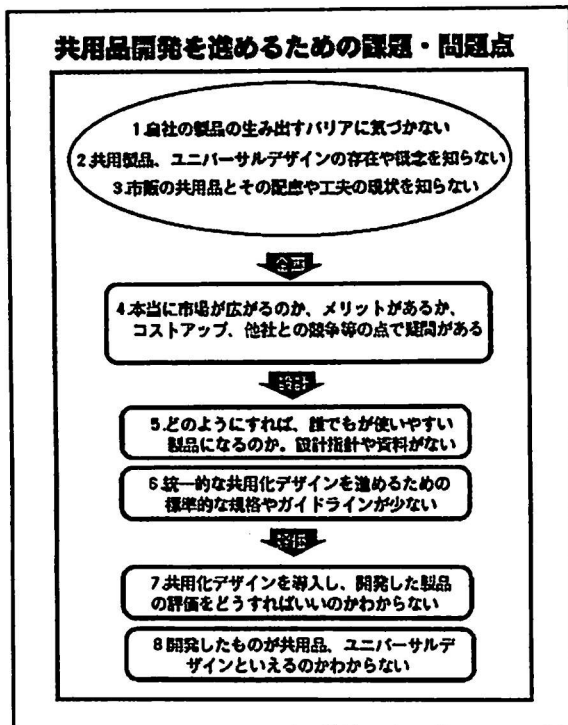 共用品開発を進めるための課題・問題点
1.自社の製品の生み出すバリアに気づかない
2.共用製品、ユニバーサルデザインの存在や概念を知らない
3.市販の共用品とその配慮や工夫の現状を知らない
企画
4.本当に市場が広がるのか、メリットがあるか、
コストアップ、他社との競争等の点で疑問がある
設計
5.どのようにすれば、誰でもが使いやすい
製品になるのか。設計指針や資料がない
6.統一的な共用化デザインを進めるための
標準的な規格やガイドラインが少ない
評価
7.共用化デザインを導入し、開発した製品
の評価をどうすればいいのかわからない
8.開発したものが共用品、ユニバーサルデ
ザインといえるのかわからない